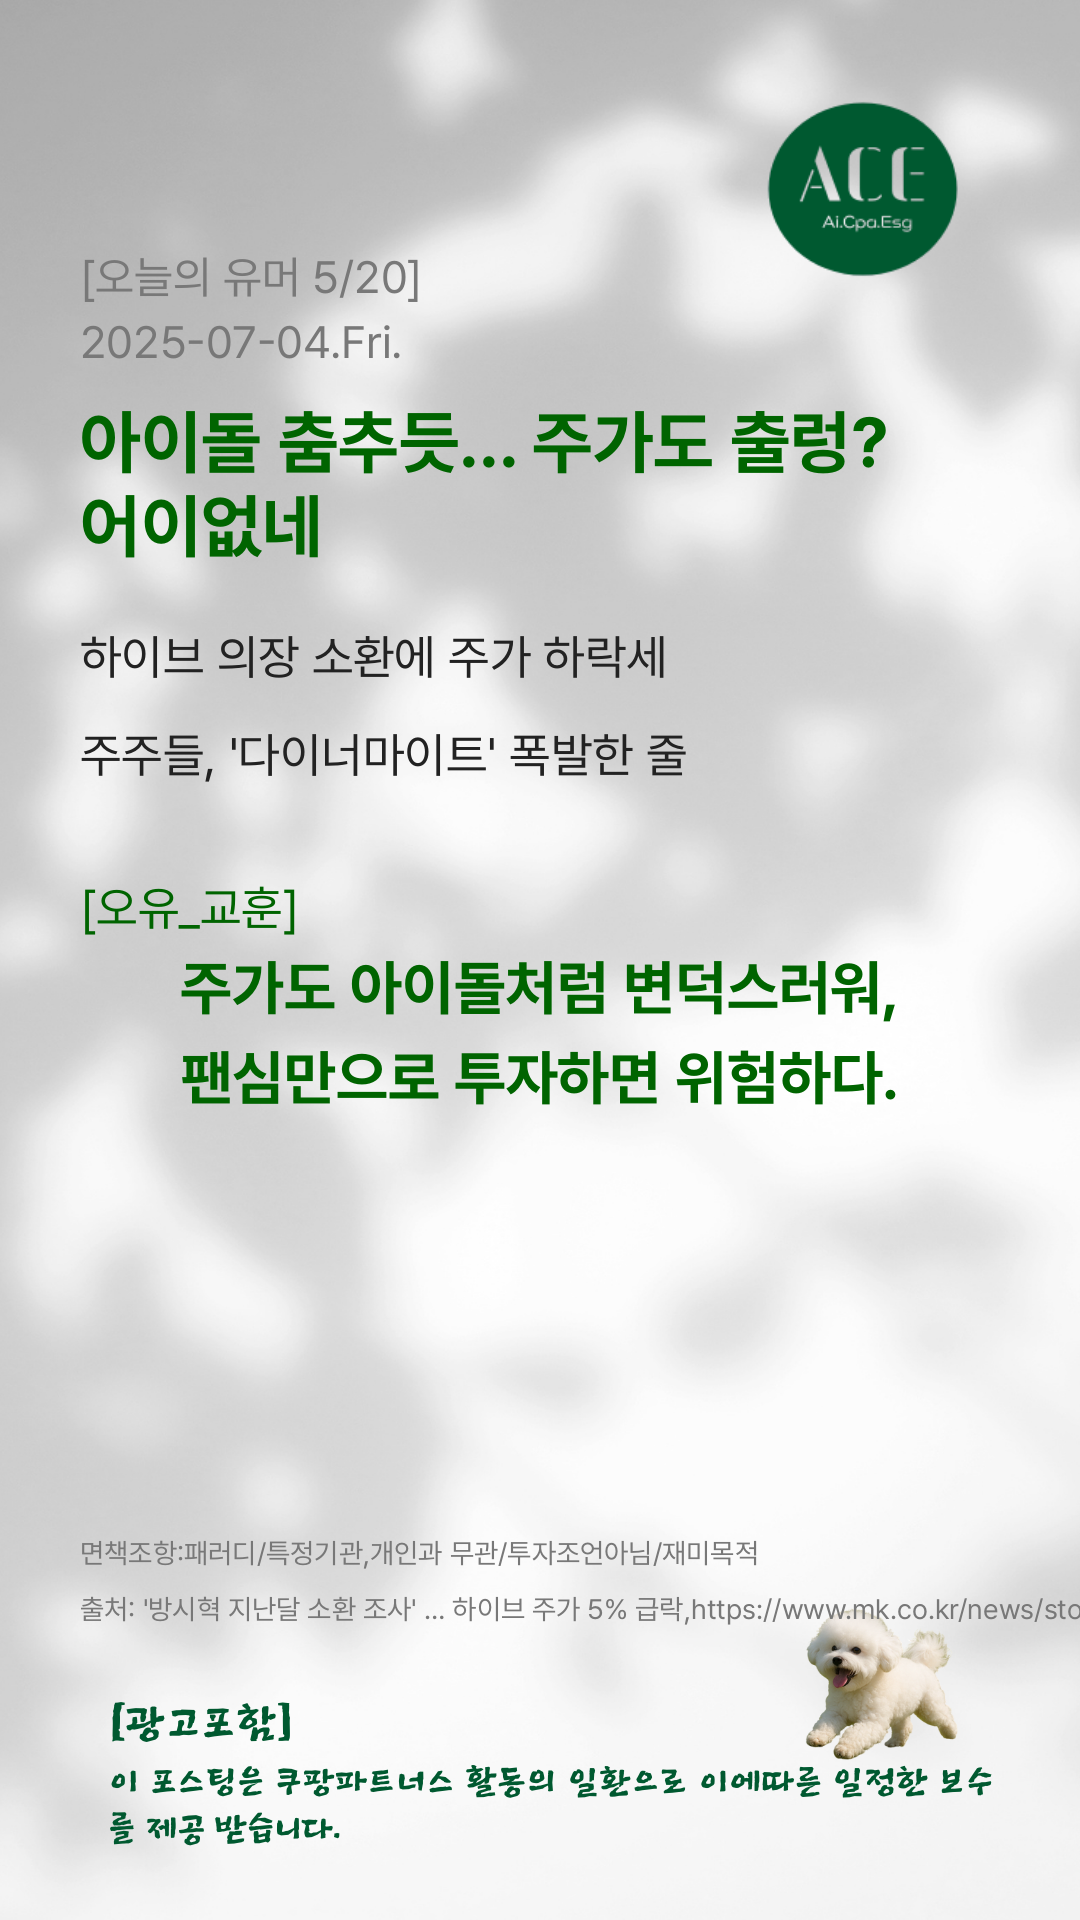 ACE
Ai.Cpa.Esg
[오늘의 유머 5/20]
2025-07-04.Fri.
아이돌 춤추듯... 주가도 출렁?
어이없네
하이브 의장 소환에 주가 하락세
주주들, '다이너마이트' 폭발한 줄
[오유_교훈]
주가도 아이돌처럼 변덕스러워,
팬심만으로 투자하면 위험하다.
면책조항:패러디/특정기관,개인과 무관/투자조언아님/재미목적
출처: '방시혁 지난달 소환 조사' ... 하이브 주가 5% 급락,https://www.mk.co.kr/news/sto
[광고포함]
이 포스팅은 쿠팡파트너스 활동의 일환으로 이에따른 일정한 보수
를 제공 받습니다.